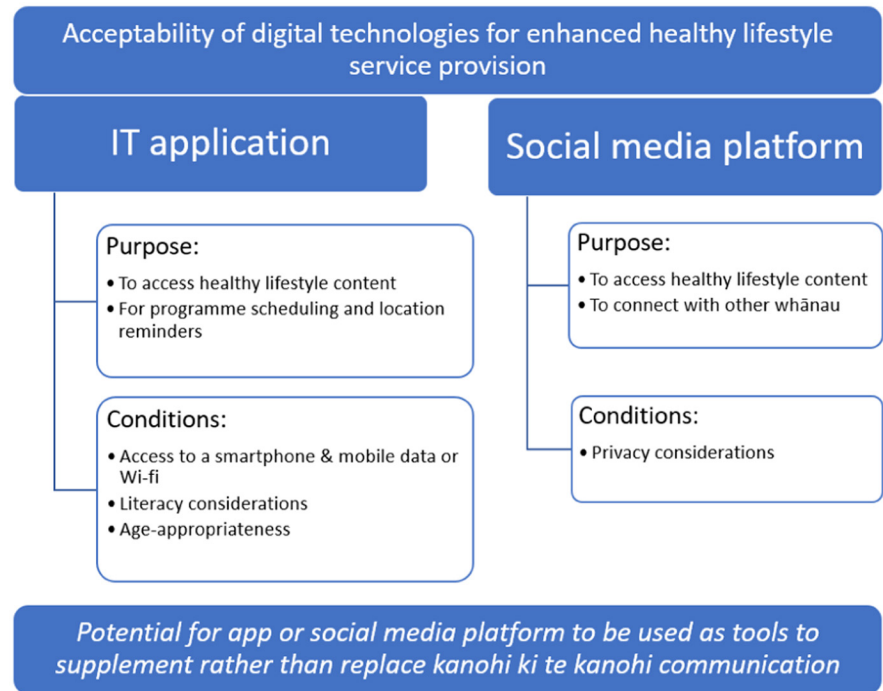 Acceptability of digital technologies for enhanced healthy lifestyle
service provision
IT application
Purpose:
• To access healthy lifestyle content
• For programme scheduling and location
reminders
Conditions:
• Access to a smartphone & mobile data or
Wi-fi
• Literacy considerations
• Age-appropriateness
Social media platform
Purpose:
• To access healthy lifestyle content
• To connect with other whānau
Conditions:
• Privacy considerations
Potential for app or social media platform to be used as tools to
supplement rather than replace kanohi ki te kanohi communication